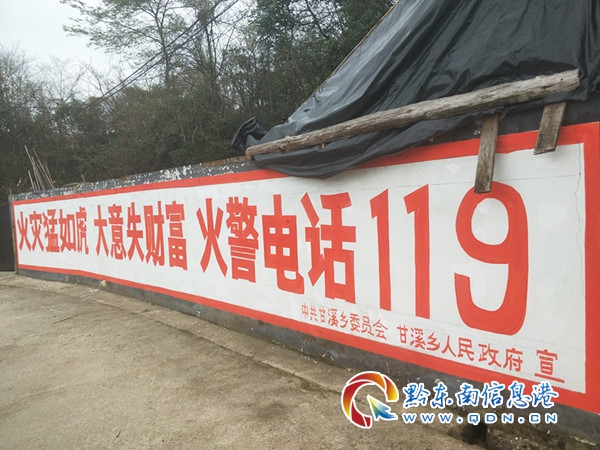 火灾猛如虎 大意失财富 火警电话119
中共甘溪乡委员会 甘溪乡人民政府 宣
黔东南信息港
WWW.QDN.CN